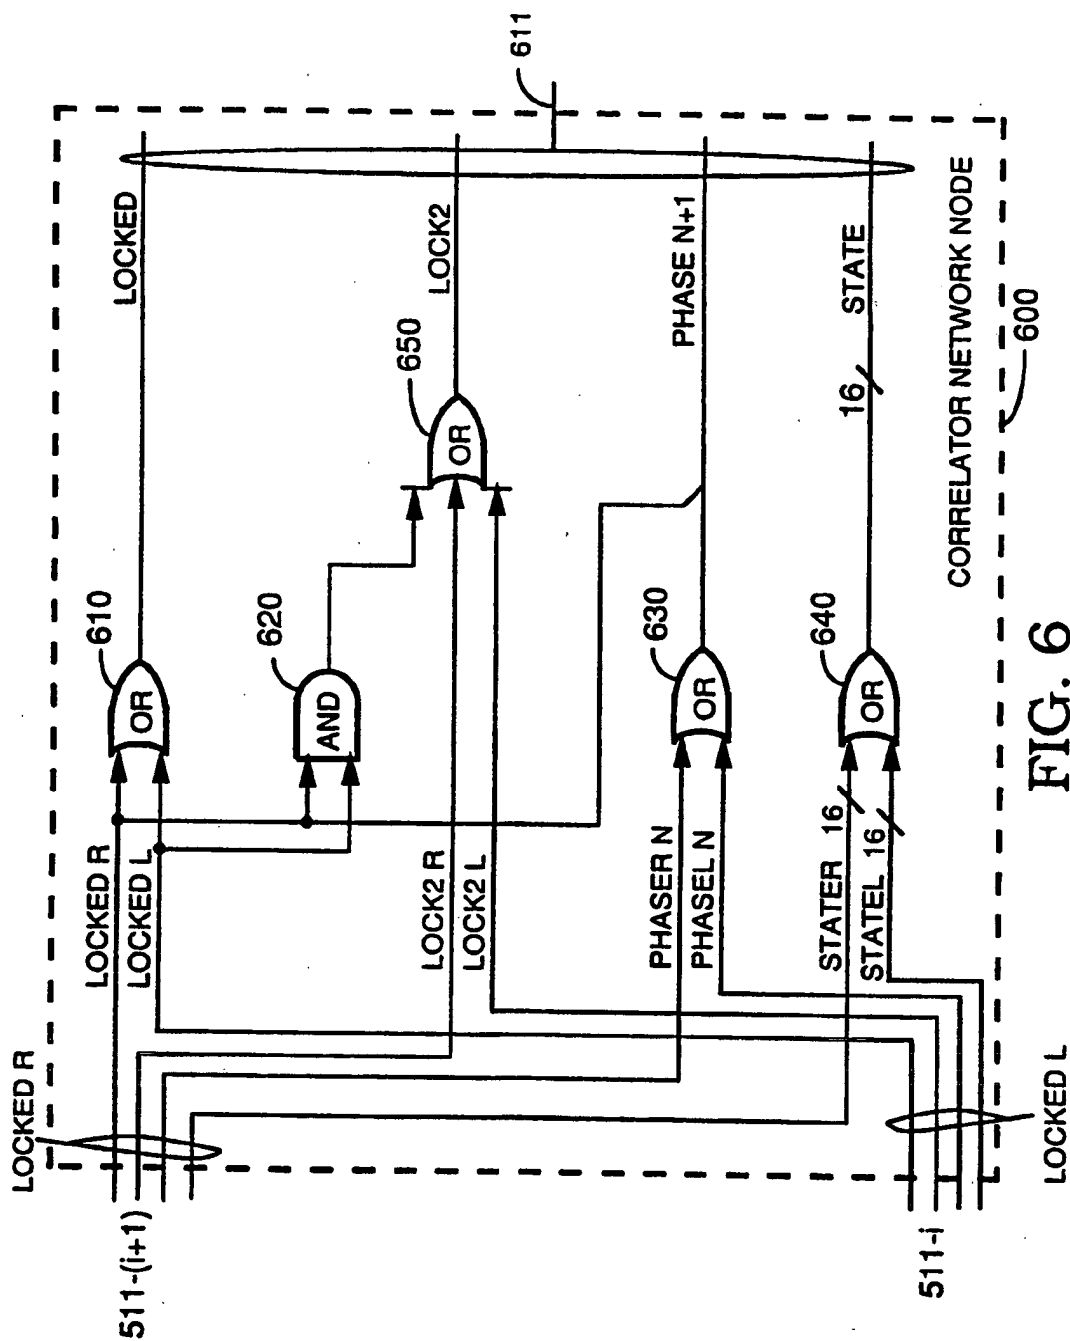 511-(i+1)
LOCKED R
LOCKED R
LOCKED L
610
OR
LOCKED
620
AND
LOCK2 R
LOCK2 L
650
OR
LOCK2
611
PHASER N
PHASEL N
630
OR
PHASE N+1
STATER 16
STATEL 16
640
OR
16
STATE
511-i
LOCKED L
CORRELATOR NETWORK NODE
600
FIG. 6